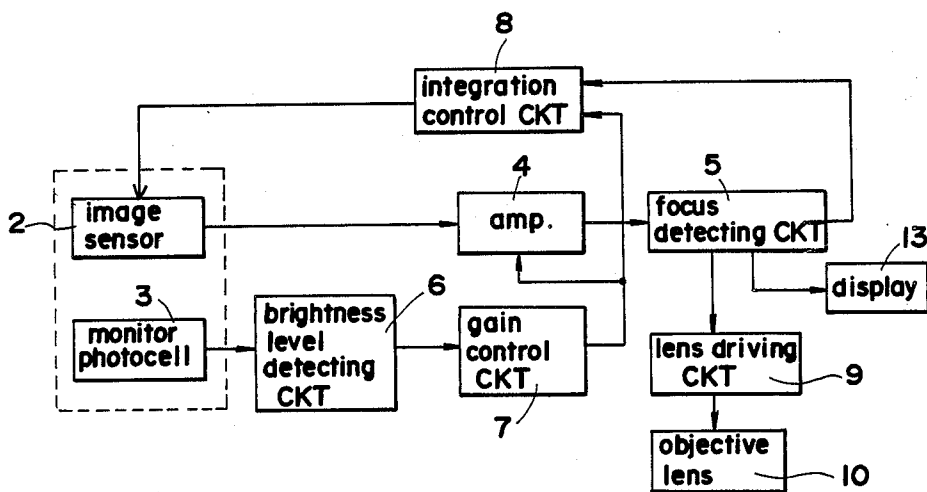 8
integration
control CKT
2
image
sensor
4
amp.
5
focus
detecting CKT
13
display
3
monitor
photocell
6
brightness
level
detecting
CKT
gain
control
CKT
7
lens driving
CKT
9
objective
lens
10